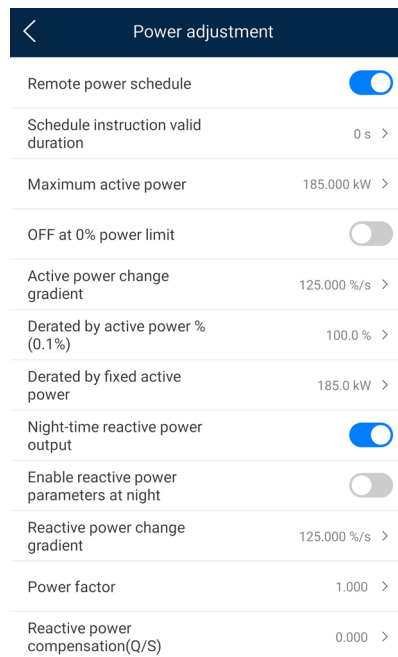 Power adjustment
Remote power schedule
Schedule instruction valid
duration
0 s
Maximum active power
185.000 kW
OFF at 0% power limit
Active power change
gradient
125.000 %/s
Derated by active power %
(0.1%)
100.0 %
Derated by fixed active
power
185.0 kW
Night-time reactive power
output
Enable reactive power
parameters at night
Reactive power change
gradient
125.000 %/s
Power factor
1.000
Reactive power
compensation(Q/S)
0.000